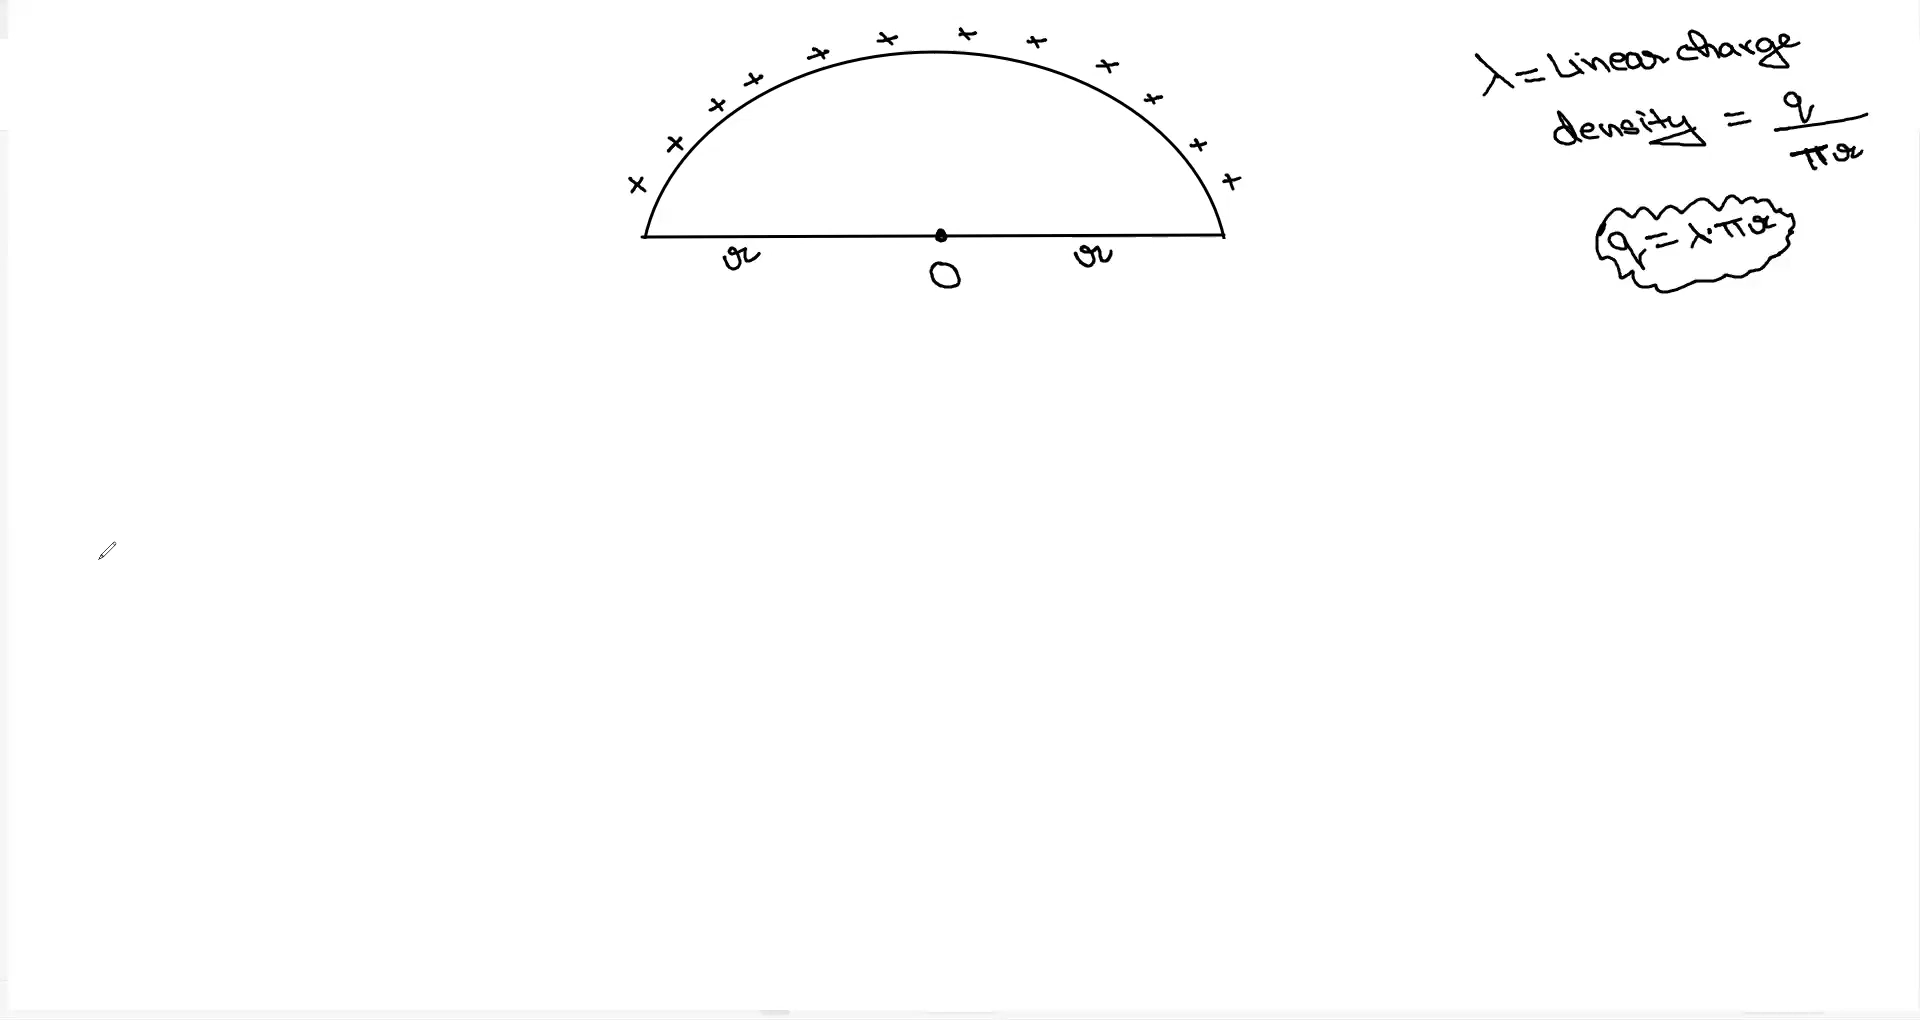 λ = Linear charge
density = q/πr
q = λ·πr
r O r